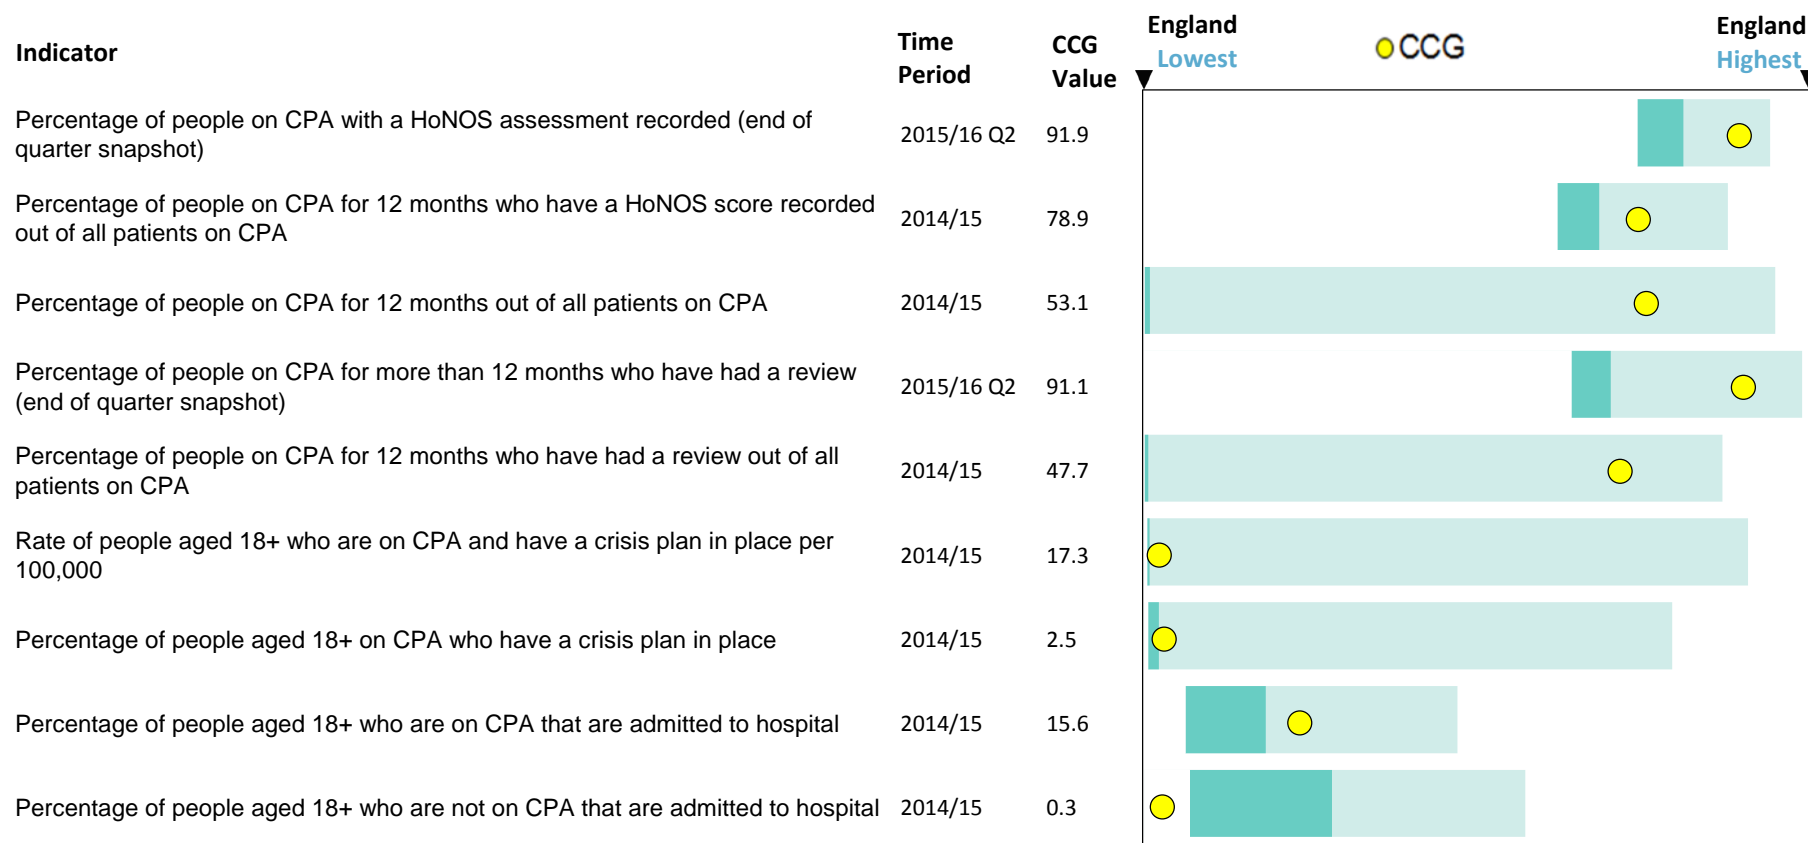 Indicator
Time
Period
CCG
Value
England
Lowest
CCG
England
Highest
Percentage of people on CPA with a HoNOS assessment recorded (end of
quarter snapshot)
2015/16 Q2
91.9
Percentage of people on CPA for 12 months who have a HoNOS score recorded
out of all patients on CPA
2014/15
78.9
Percentage of people on CPA for 12 months out of all patients on CPA
2014/15
53.1
Percentage of people on CPA for more than 12 months who have had a review
(end of quarter snapshot)
2015/16 Q2
91.1
Percentage of people on CPA for 12 months who have had a review out of all
patients on CPA
2014/15
47.7
Rate of people aged 18+ who are on CPA and have a crisis plan in place per
100,000
2014/15
17.3
Percentage of people aged 18+ on CPA who have a crisis plan in place
2014/15
2.5
Percentage of people aged 18+ who are on CPA that are admitted to hospital
2014/15
15.6
Percentage of people aged 18+ who are not on CPA that are admitted to hospital
2014/15
0.3